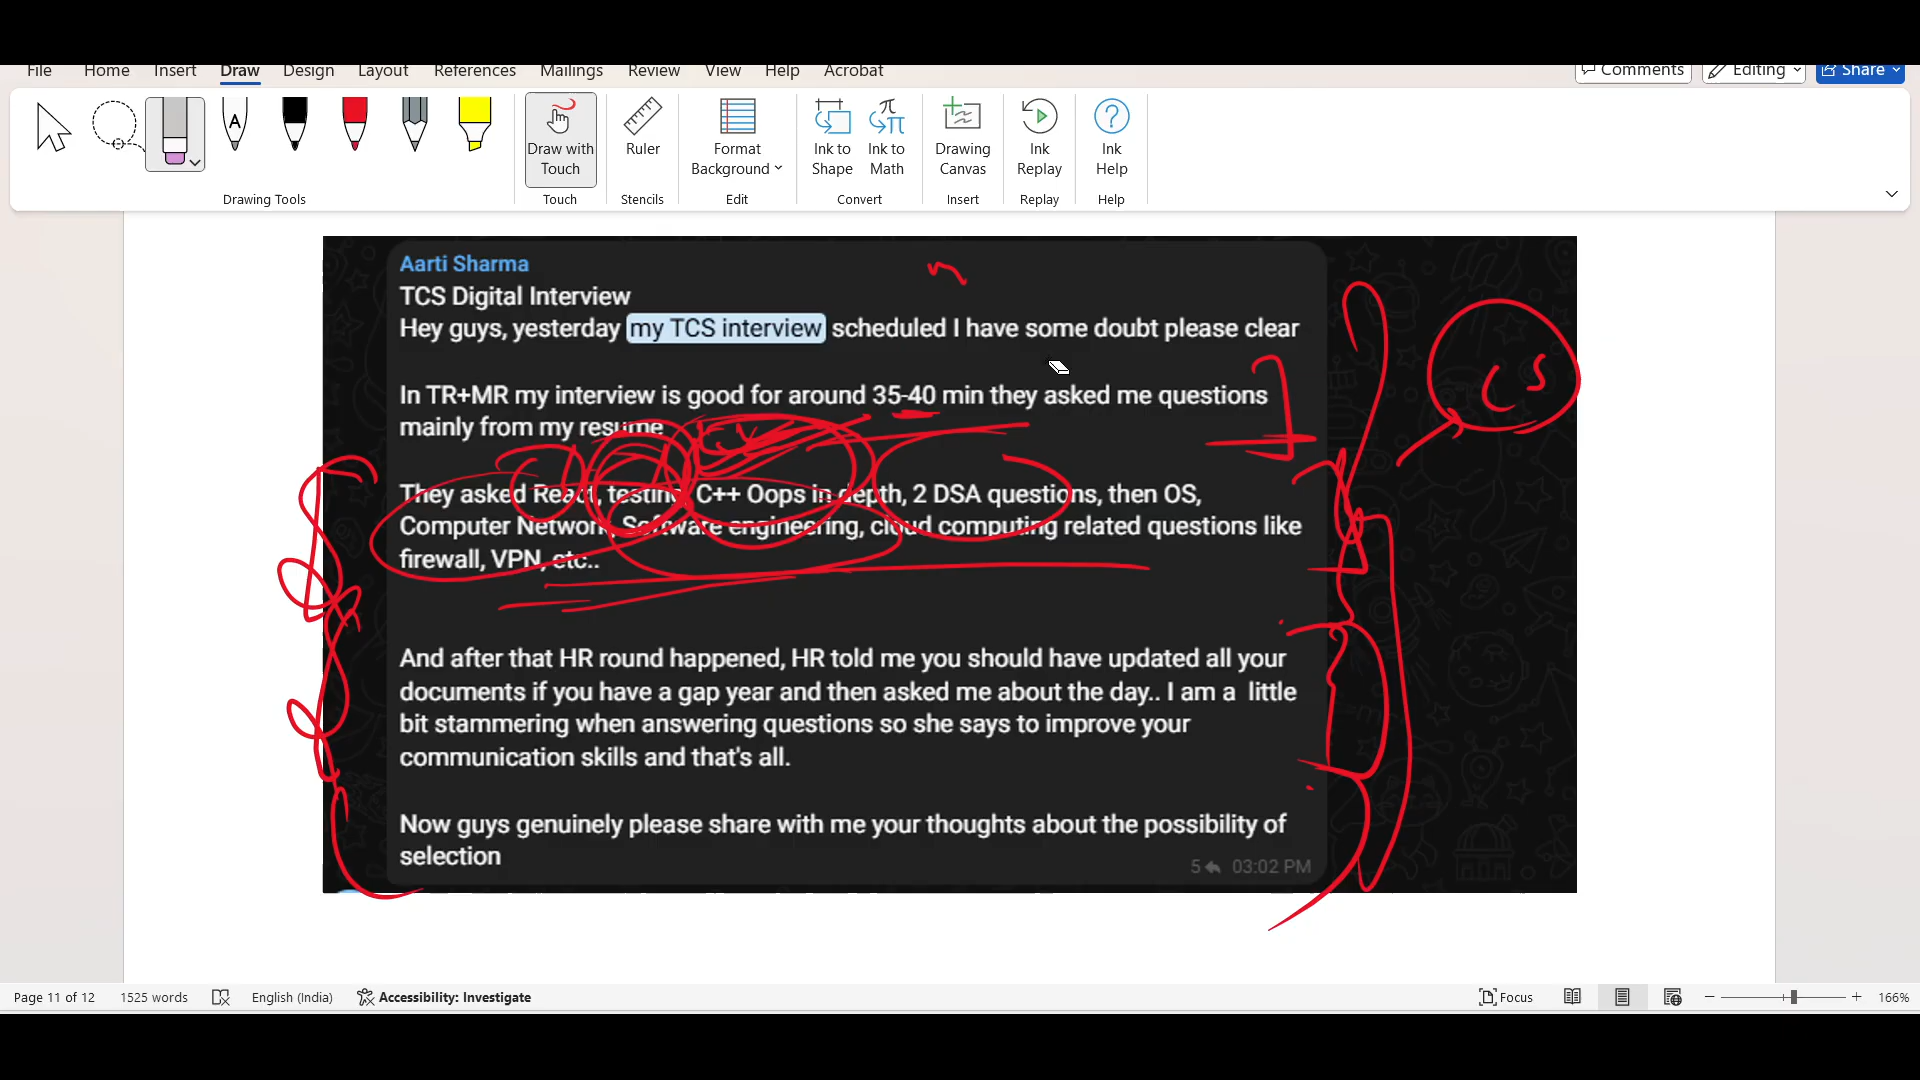 File Home Insert Draw Design Layout References Mailings Review View Help Acrobat Comments Editing Share
A
Draw with Touch
Ruler
Format Background
Ink to Shape
Ink to Math
Drawing Canvas
Ink Replay
Ink Help
Drawing Tools Touch Stencils Edit Convert Insert Replay Help
Aarti Sharma
TCS Digital Interview
Hey guys, yesterday my TCS interview scheduled I have some doubt please clear
In TR+MR my interview is good for around 35-40 min they asked me questions
mainly from my resume
They asked React, testing, C++ Oops in depth, 2 DSA questions, then OS,
Computer Network, Software engineering, cloud computing related questions like
firewall, VPN, etc..
And after that HR round happened, HR told me you should have updated all your
documents if you have a gap year and then asked me about the day.. I am a little
bit stammering when answering questions so she says to improve your
communication skills and that's all.
Now guys genuinely please share with me your thoughts about the possibility of
selection
5 03:02 PM
CS
Page 11 of 12 1525 words English (India) Accessibility: Investigate Focus 166%